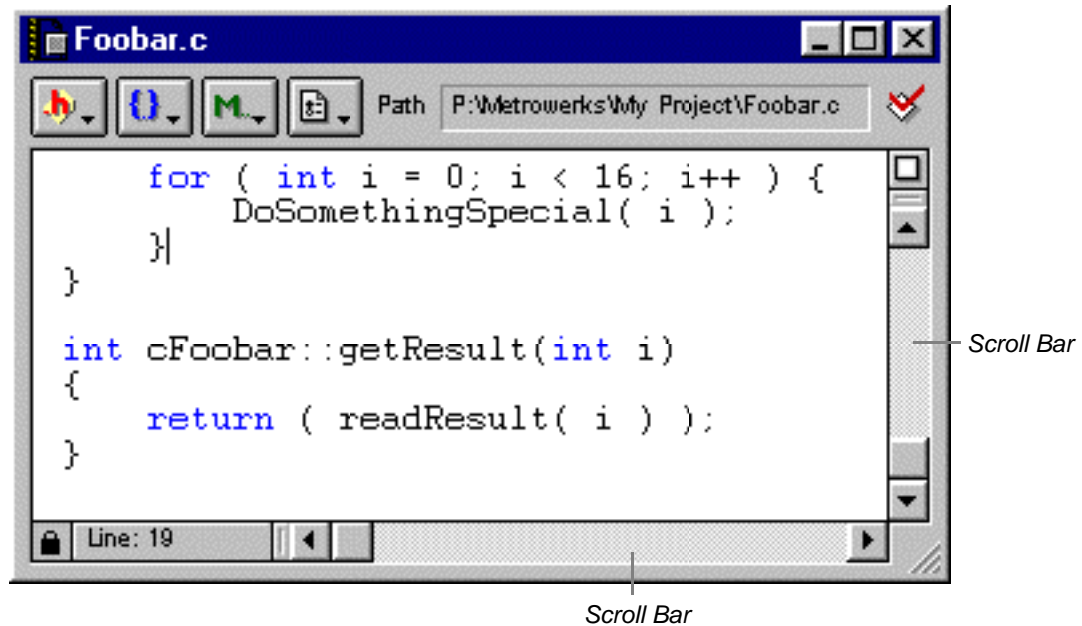 Foobar.c
h {} M.. Path P:\Metrowerks\My Project\Foobar.c
for ( int i = 0; i < 16; i++ ) {
DoSomethingSpecial( i );
}
}
int cFoobar::getResult(int i)
{
return ( readResult( i ) );
}
Scroll Bar
Line: 19
Scroll Bar